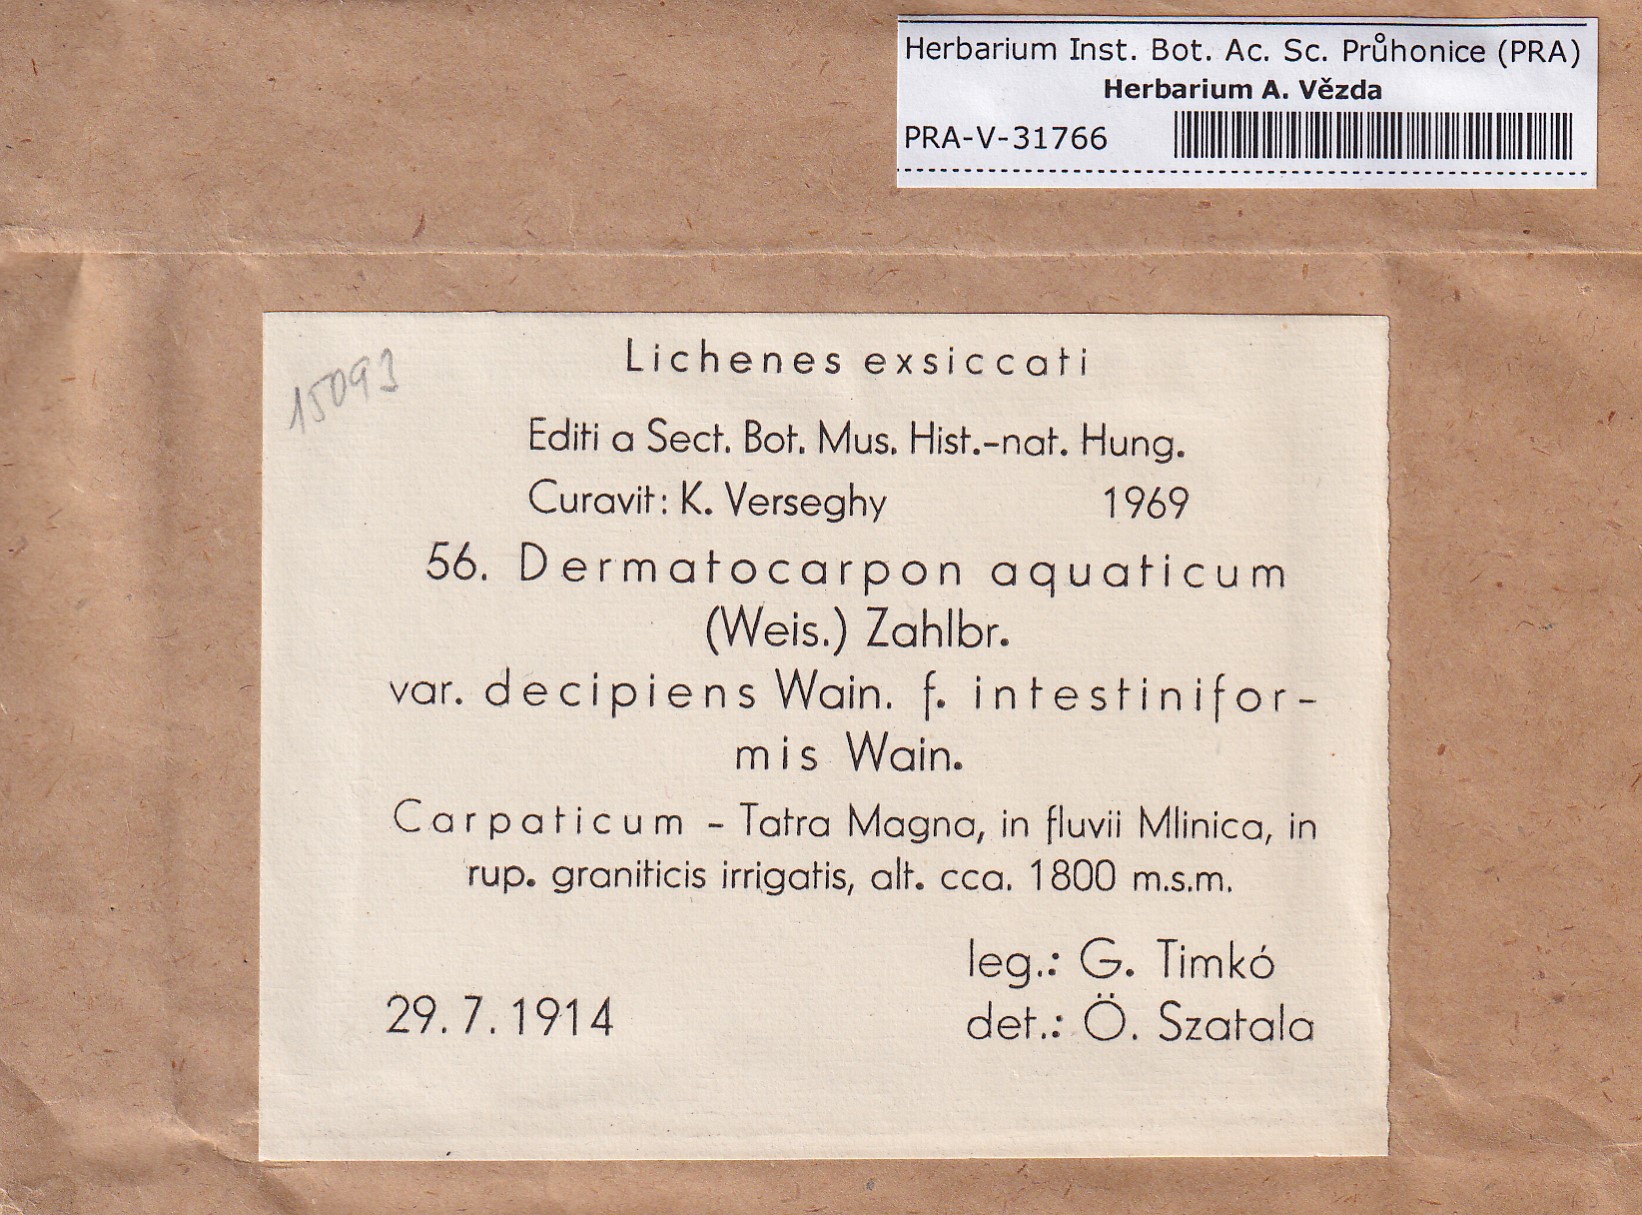 Herbarium Inst. Bot. Ac. Sc. Průhonice (PRA)
Herbarium A. Vězda
PRA-V-31766
15093
Lichenes exsiccati
Editi a Sect. Bot. Mus. Hist.-nat. Hung.
Curavit: K. Verseghy 1969
56. Dermatocarpon aquaticum
(Weis.) Zahlbr.
var. decipiens Wain. f. intestinifor-
mis Wain.
Carpaticum - Tatra Magna, in fluvii Mlinica, in
rup. graniticis irrigatis, alt. cca. 1800 m.s.m.
leg.: G. Timkó
29.7.1914 det.: Ö. Szatala